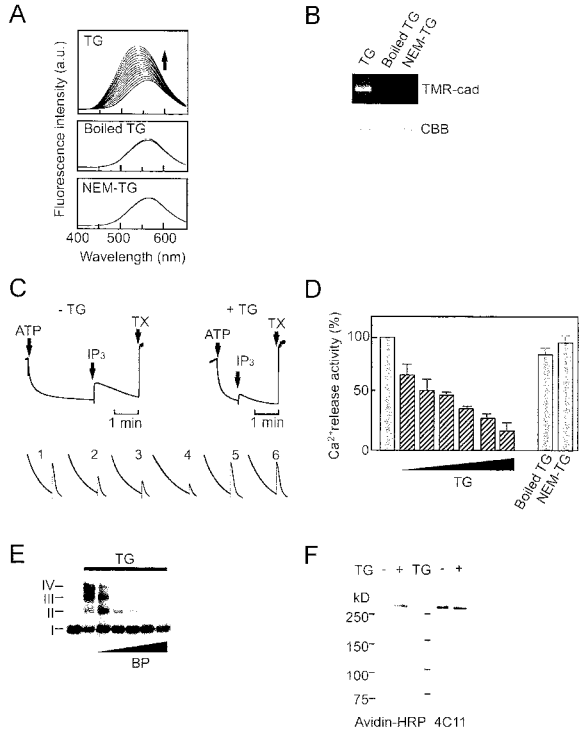 A
TG
Boiled TG
NEM-TG
Fluorescence intensity (a.u.)
400 500 600
Wavelength (nm)
B
TG
Boiled TG
NEM-TG
TMR-cad
CBB
C
- TG
+ TG
ATP
IP3
TX
1 min
ATP
IP3
TX
1 min
1 2 3 4 5 6
D
Ca2+release activity (%)
100
50
0
TG
Boiled TG
NEM-TG
E
TG
IV
III
II
I
BP
F
TG - + TG - +
kD
250
150
100
75
Avidin-HRP 4C11